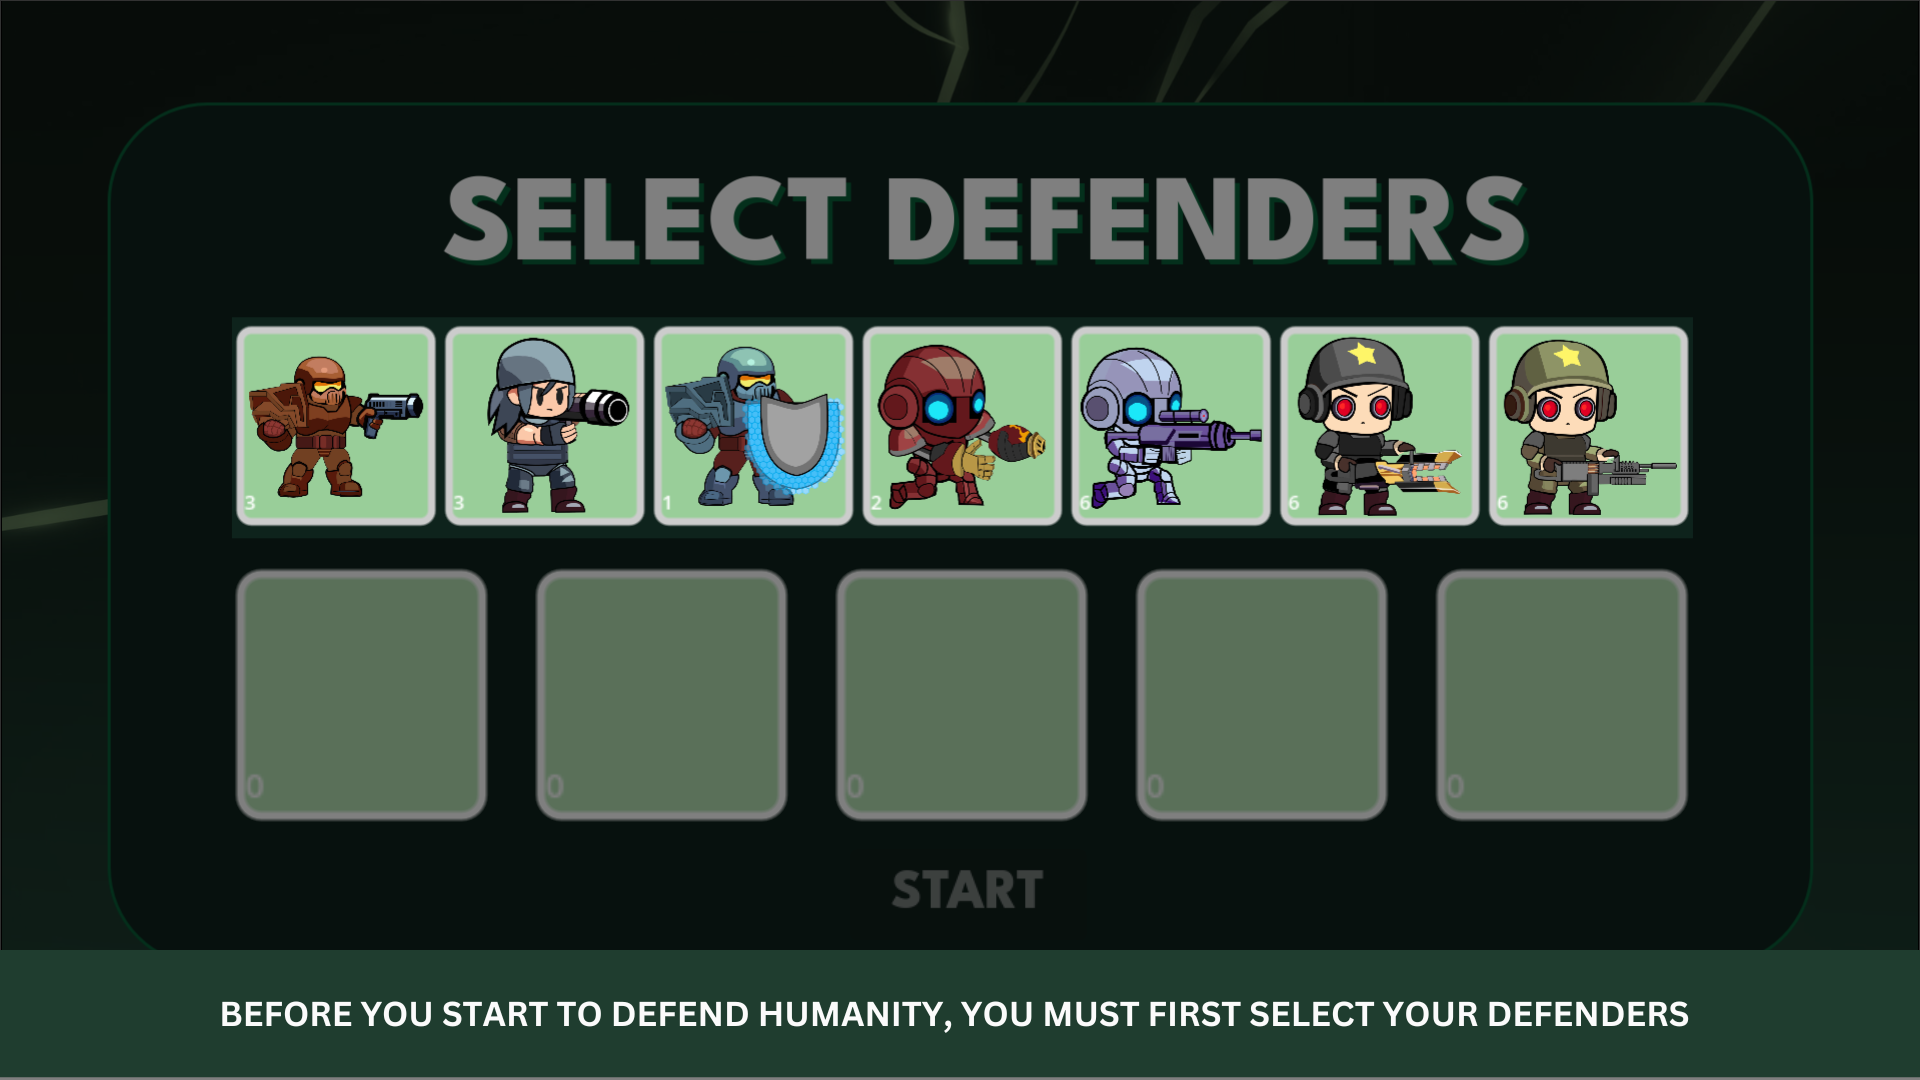 SELECT DEFENDERS
3 3 1 2 6 6 6
0 0 0 0 0
START
BEFORE YOU START TO DEFEND HUMANITY, YOU MUST FIRST SELECT YOUR DEFENDERS